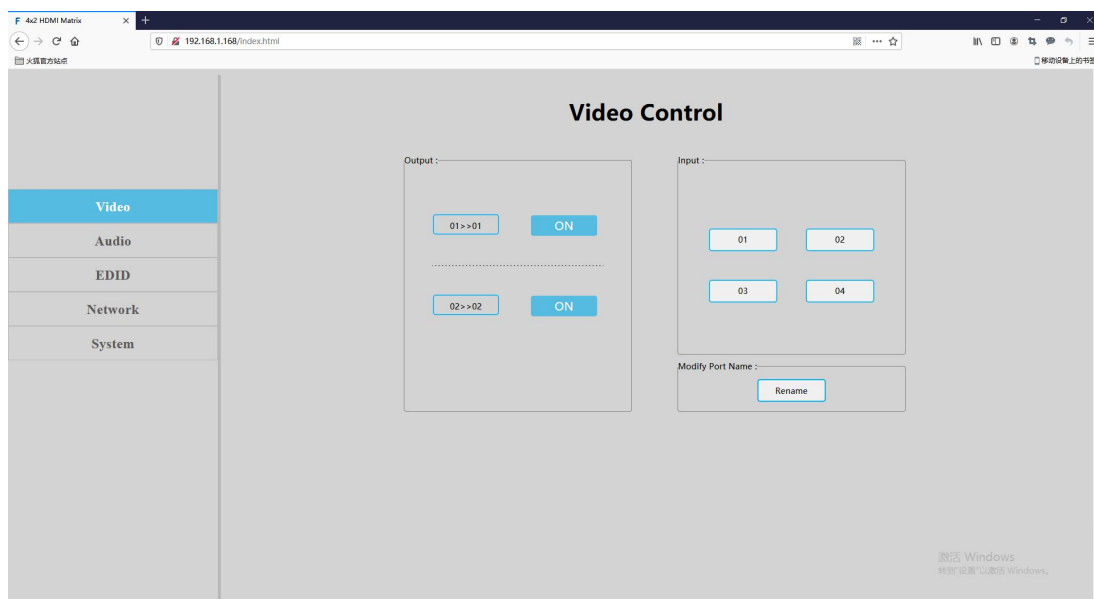 F 4x2 HDMI Matrix
192.168.1.168/index.html
火狐官方站点
移动设备上的书签
Video Control
Video
Audio
EDID
Network
System
Output :
01>>01
ON
02>>02
ON
Input :
01 02
03 04
Modify Port Name :
Rename
激活 Windows
转到"设置"以激活 Windows。